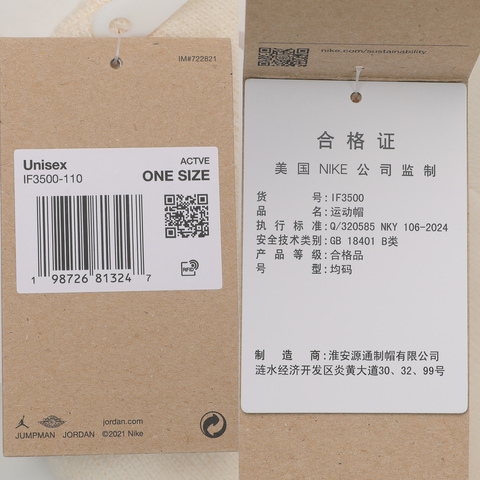 IM#722821
Unisex
IF3500-110
ACTVE
ONE SIZE
1 98726 81324 7
RFID
JUMPMAN JORDAN
jordan.com
©2021 Nike
nike.com/sustainability
合格证
美国 NIKE 公司监制
货号:IF3500
品名:运动帽
执行标准:Q/320585 NKY 106-2024
安全技术类别:GB 18401 B类
产品等级:合格品
号型:均码
制造商:淮安源通制帽有限公司
涟水经济开发区炎黄大道30、32、99号